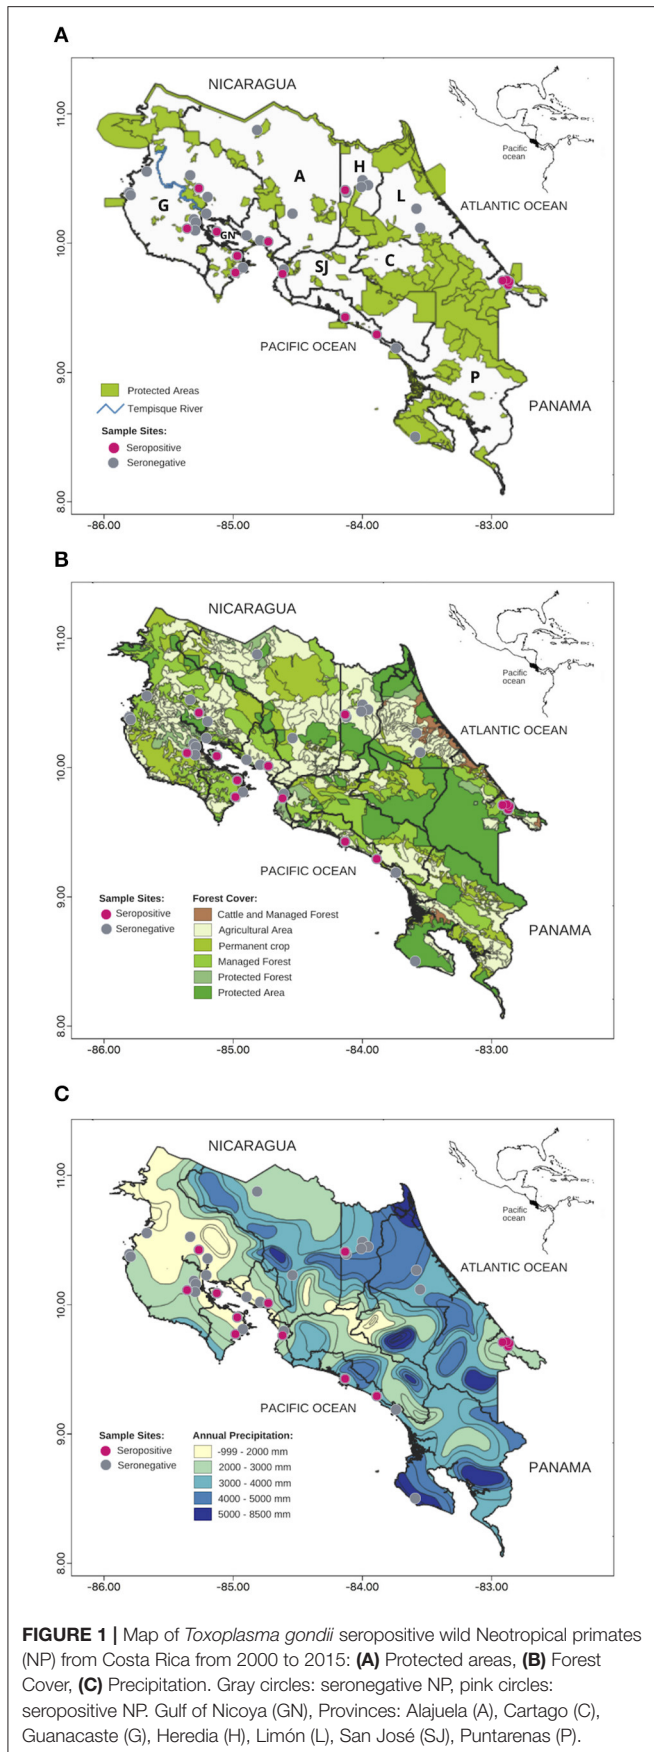 A
NICARAGUA
11.00
Pacific
ocean
H
A
L
ATLANTIC OCEAN
G
GN
10.00
SJ
C
PACIFIC OCEAN
P
9.00
Protected Areas
Tempisque River
PANAMA
Sample Sites:
Seropositive
Seronegative
8.00
-86.00 -85.00 -84.00 -83.00
B
NICARAGUA
11.00
Pacific
ocean
ATLANTIC OCEAN
10.00
PACIFIC OCEAN
9.00
Sample Sites:
Seropositive
Seronegative
Forest Cover:
Cattle and Managed Forest
Agricultural Area
Permanent crop
Managed Forest
Protected Forest
Protected Area
PANAMA
8.00
-86.00 -85.00 -84.00 -83.00
C
NICARAGUA
11.00
Pacific
ocean
ATLANTIC OCEAN
10.00
PACIFIC OCEAN
9.00
Sample Sites:
Seropositive
Seronegative
Annual Precipitation:
-999 - 2000 mm
2000 - 3000 mm
3000 - 4000 mm
4000 - 5000 mm
5000 - 8500 mm
PANAMA
8.00
-86.00 -85.00 -84.00 -83.00
FIGURE 1 | Map of Toxoplasma gondii seropositive wild Neotropical primates
(NP) from Costa Rica from 2000 to 2015: (A) Protected areas, (B) Forest
Cover, (C) Precipitation. Gray circles: seronegative NP, pink circles:
seropositive NP. Gulf of Nicoya (GN), Provinces: Alajuela (A), Cartago (C),
Guanacaste (G), Heredia (H), Limón (L), San José (SJ), Puntarenas (P).